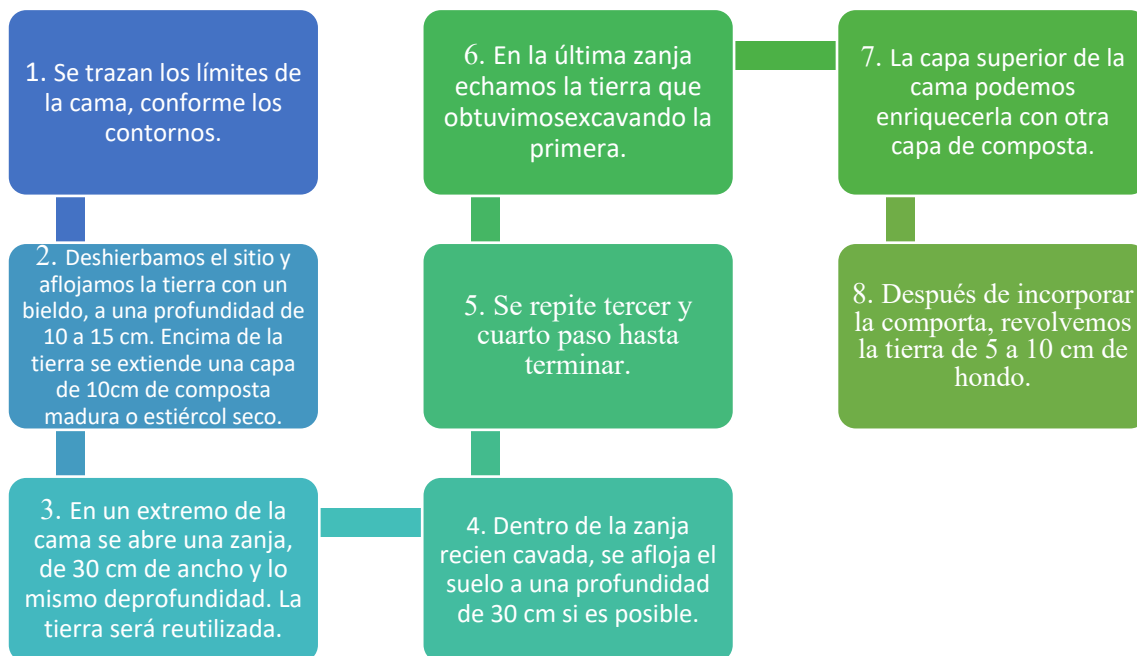 1. Se trazan los límites de
la cama, conforme los
contornos.
2. Deshierbamos el sitio y
aflojamos la tierra con un
bieldo, a una profundidad de
10 a 15 cm. Encima de la
tierra se extiende una capa
de 10cm de composta
madura o estiércol seco.
3. En un extremo de la
cama se abre una zanja,
de 30 cm de ancho y lo
mismo deprofundidad. La
tierra será reutilizada.
4. Dentro de la zanja
recien cavada, se afloja el
suelo a una profundidad
de 30 cm si es posible.
5. Se repite tercer y
cuarto paso hasta
terminar.
6. En la última zanja
echamos la tierra que
obtuvimosexcavando la
primera.
7. La capa superior de la
cama podemos
enriquecerla con otra
capa de composta.
8. Después de incorporar
la comporta, revolvemos
la tierra de 5 a 10 cm de
hondo.